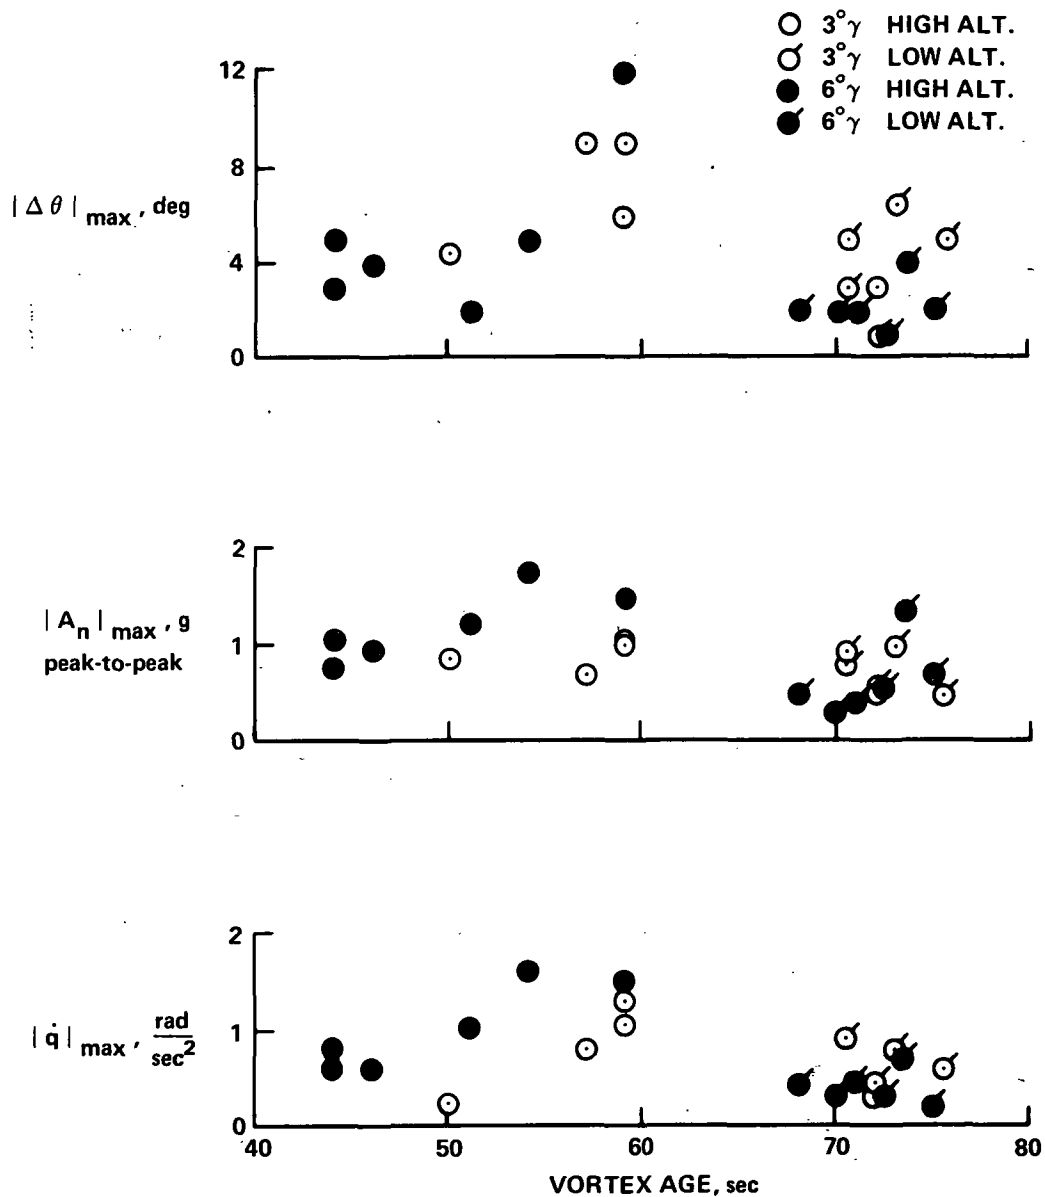 3°γ HIGH ALT.
3°γ LOW ALT.
6°γ HIGH ALT.
6°γ LOW ALT.
12
8
4
0
|Δθ| max, deg
2
1
0
|A_n| max, g
peak-to-peak
2
1
0
|q̇| max, rad/sec²
40 50 60 70 80
VORTEX AGE, sec